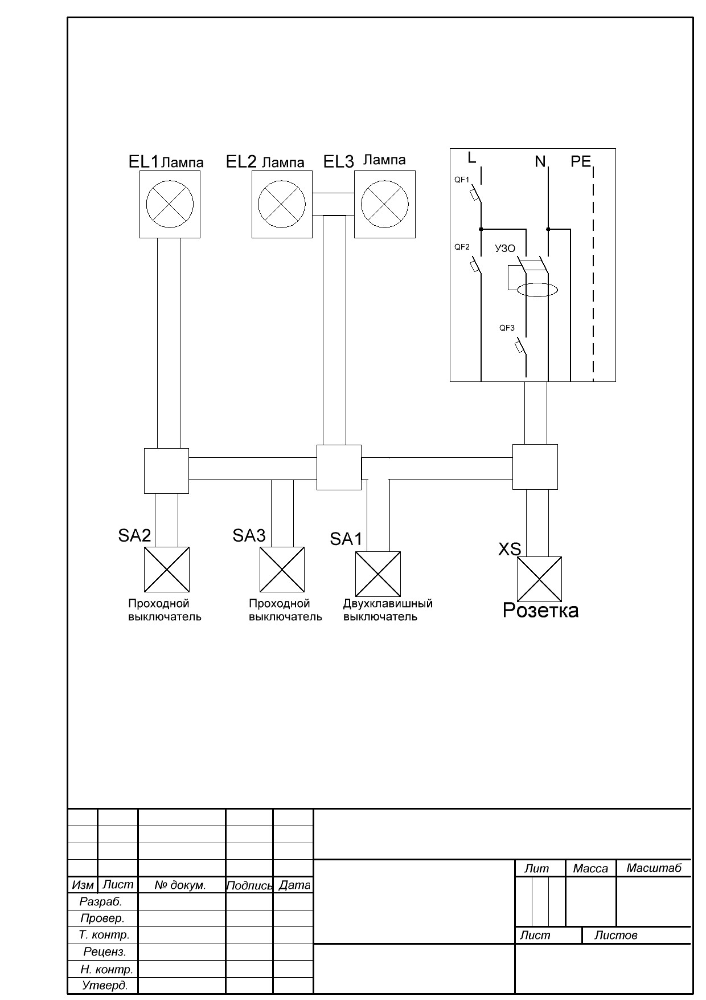 EL1 Лампа
EL2 Лампа
EL3 Лампа
L
N
PE
QF1
QF2
УЗО
QF3
SA2
SA3
SA1
XS
Проходной
выключатель
Проходной
выключатель
Двухклавишный
выключатель
Розетка
Лит Масса Масштаб
Изм Лист № докум. Подпись Дата
Разраб.
Провер.
Т. контр.
Лист Листов
Реценз.
Н. контр.
Утверд.